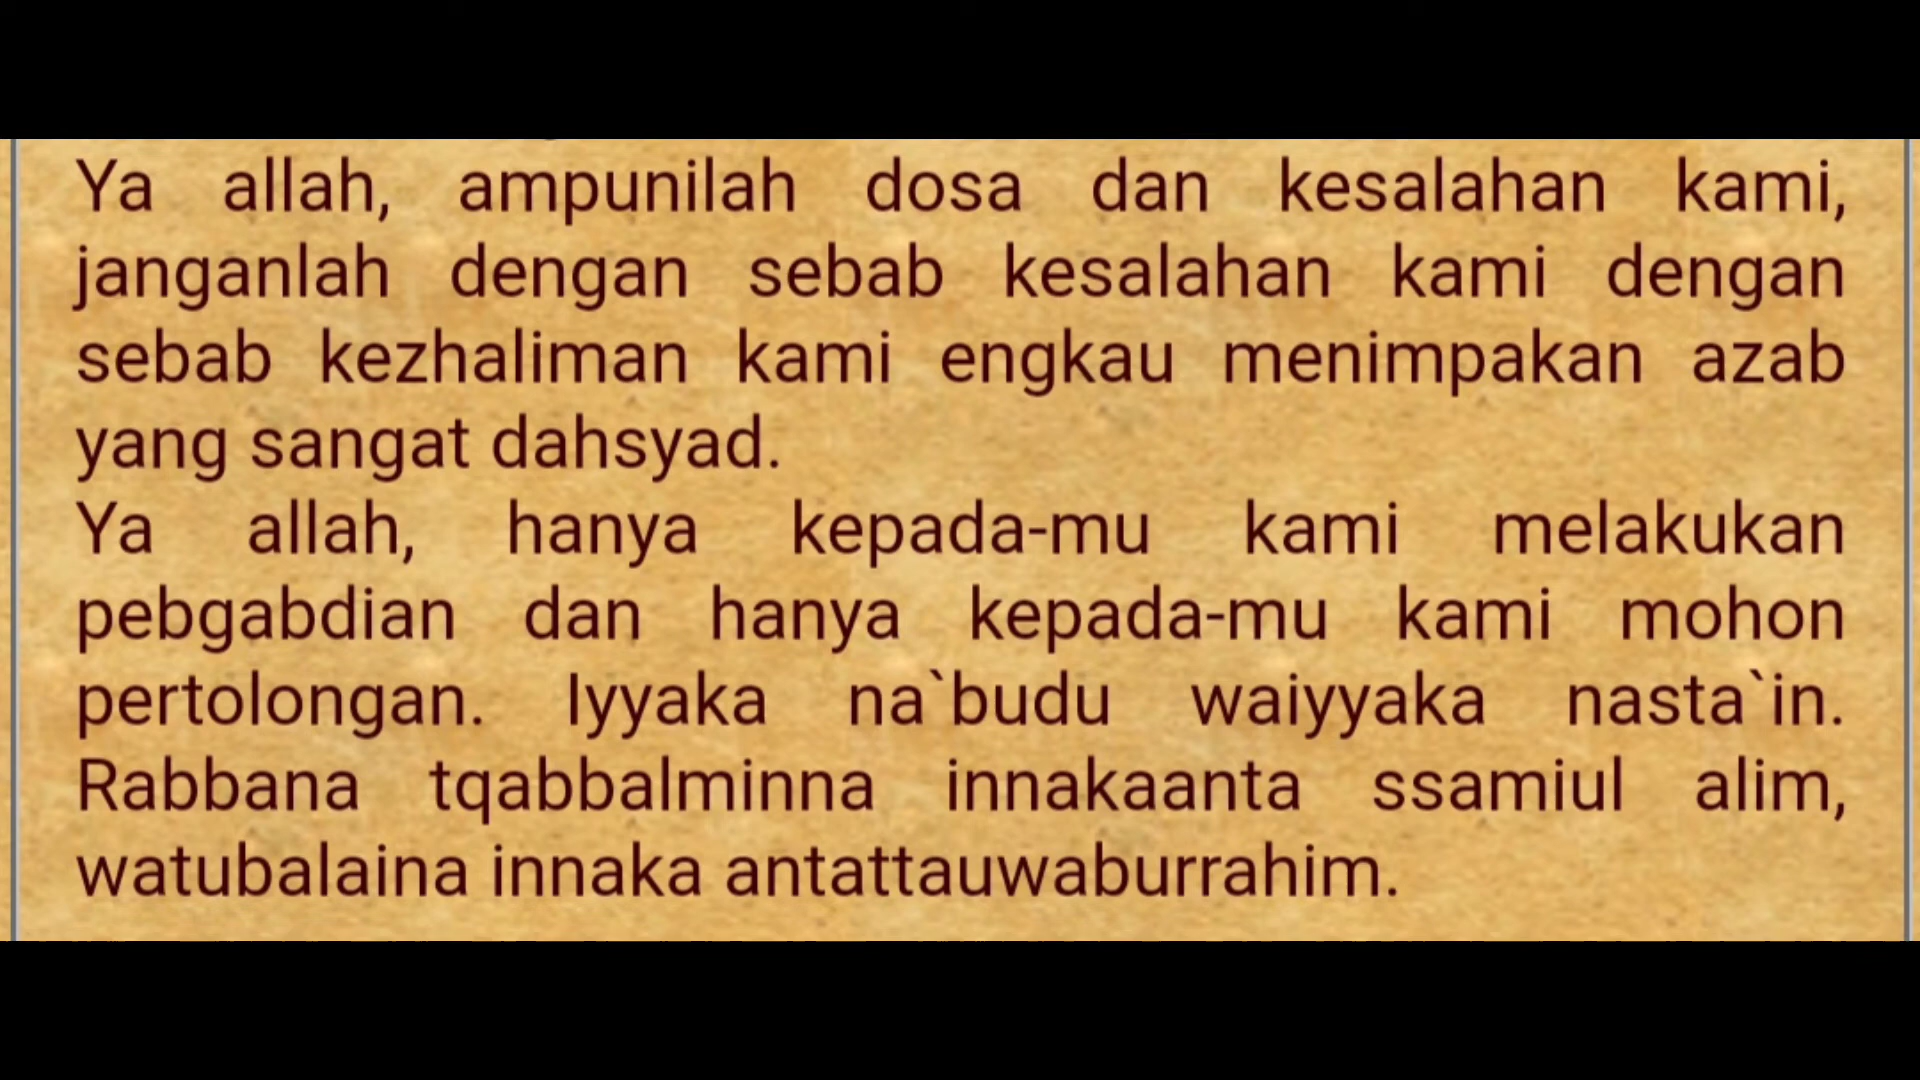 Ya allah, ampunilah dosa dan kesalahan kami,
janganlah dengan sebab kesalahan kami dengan
sebab kezhaliman kami engkau menimpakan azab
yang sangat dahsyad.
Ya allah, hanya kepada-mu kami melakukan
pebgabdian dan hanya kepada-mu kami mohon
pertolongan. Iyyaka na`budu waiyyaka nasta`in.
Rabbana tqabbalminna innakaanta ssamiul alim,
watubalaina innaka antattauwaburrahim.